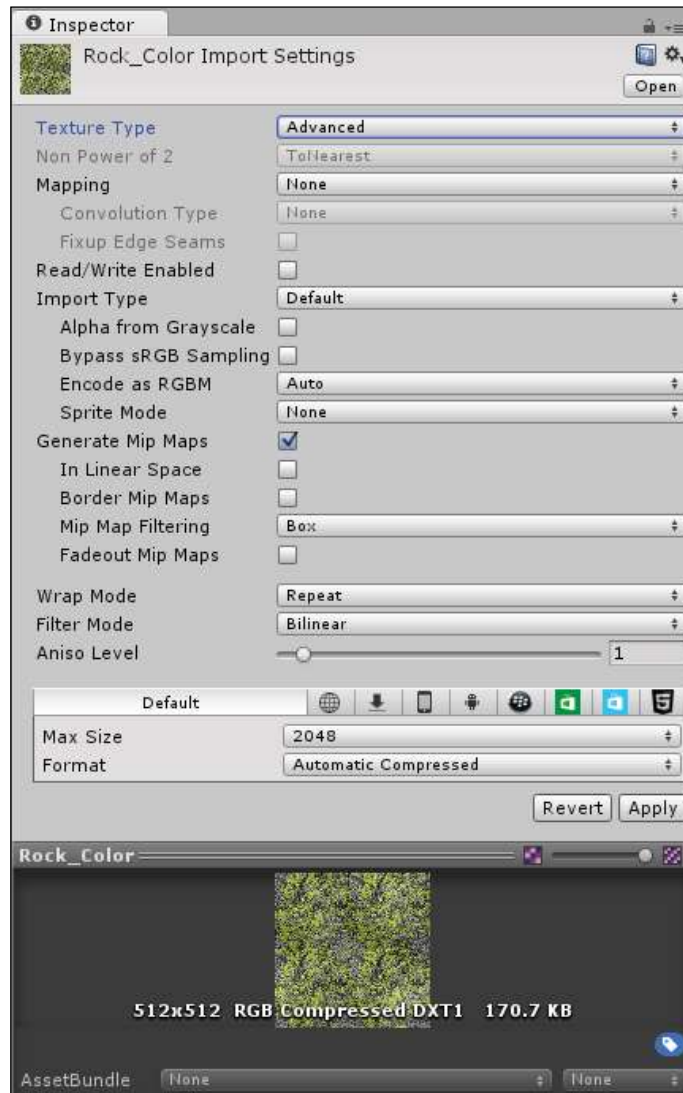 Inspector
Rock_Color Import Settings
Open
Texture Type Advanced
Non Power of 2 ToNearest
Mapping None
Convolution Type None
Fixup Edge Seams
Read/Write Enabled
Import Type Default
Alpha from Grayscale
Bypass sRGB Sampling
Encode as RGBM Auto
Sprite Mode None
Generate Mip Maps
In Linear Space
Border Mip Maps
Mip Map Filtering Box
Fadeout Mip Maps
Wrap Mode Repeat
Filter Mode Bilinear
Aniso Level 1
Default
Max Size 2048
Format Automatic Compressed
Revert Apply
Rock_Color
512x512 RGB Compressed DXT1 170.7 KB
AssetBundle None None